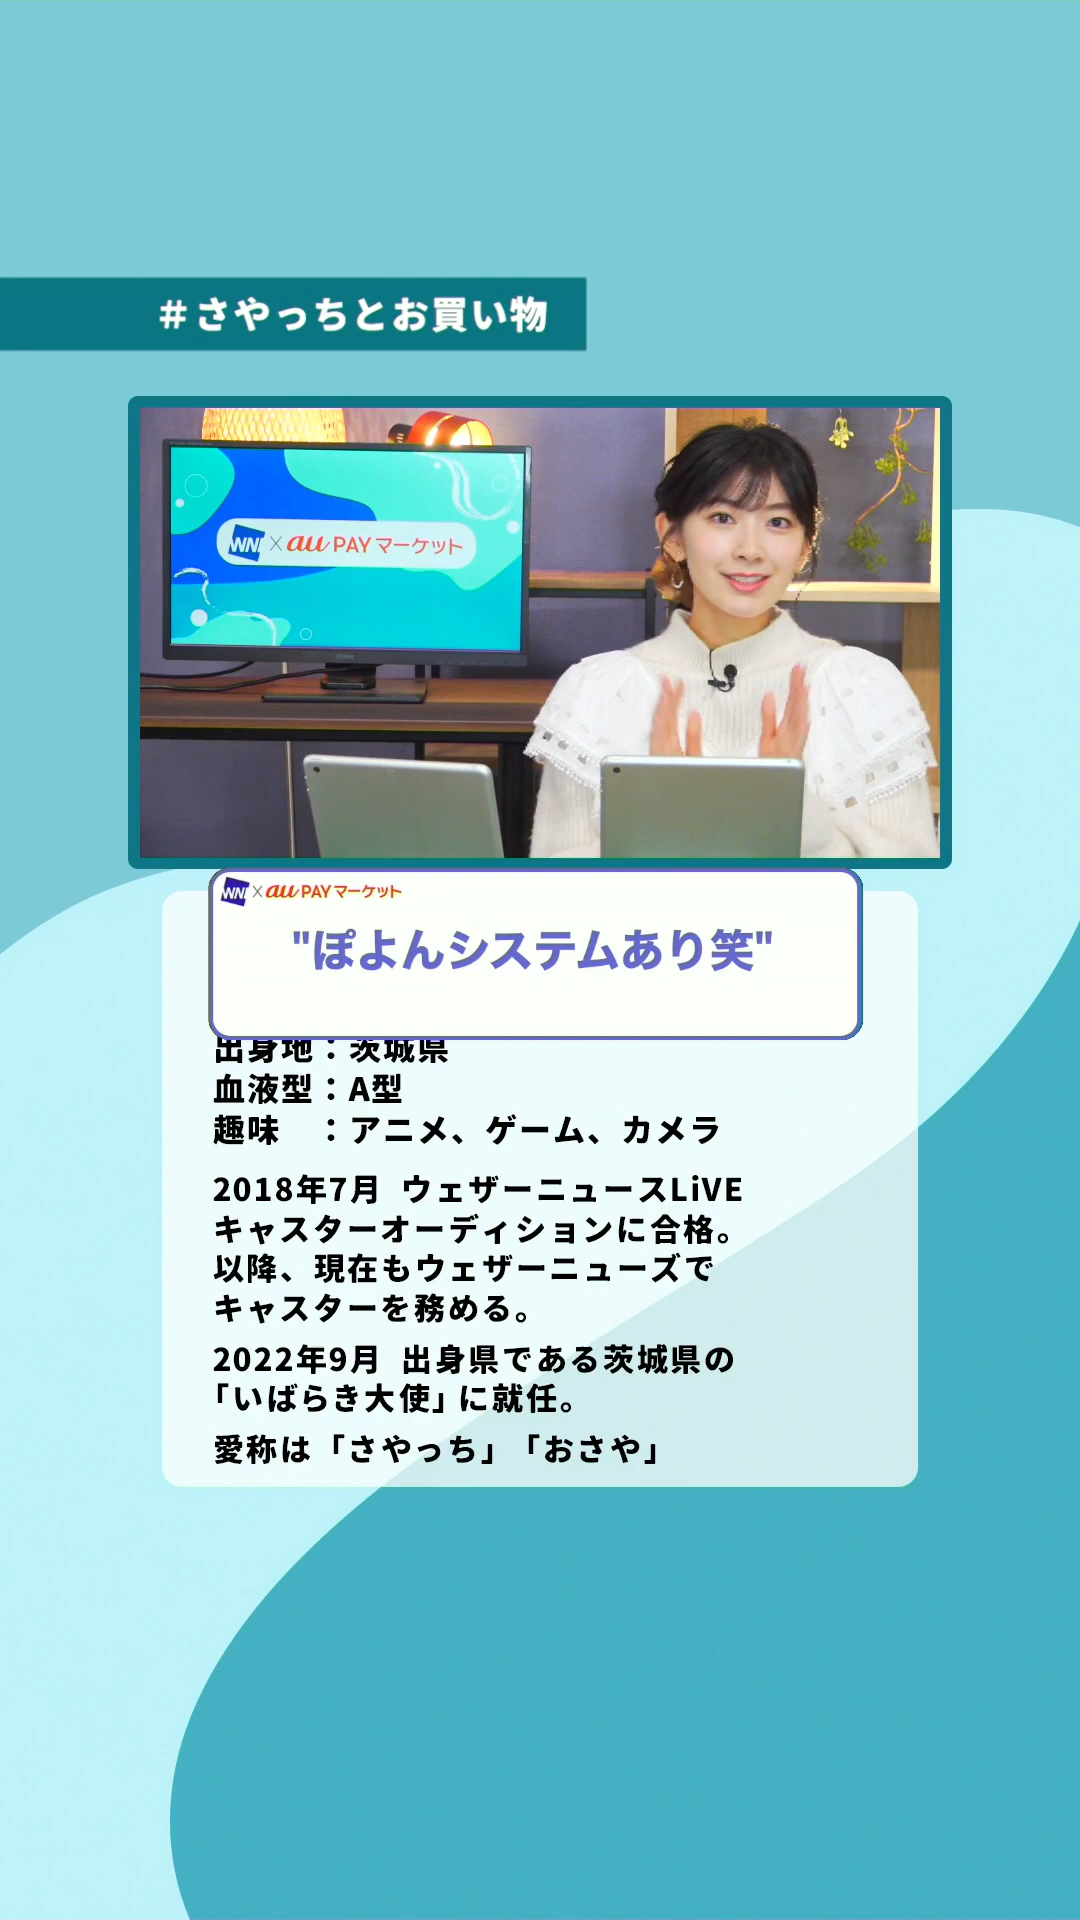 #さやっちとお買い物
WNI×au PAY マーケット
WNI×au PAY マーケット
"ぽよんシステムあり笑"
出身地：茨城県
血液型：A型
趣味　：アニメ、ゲーム、カメラ
2018年7月 ウェザーニュースLiVE
キャスターオーディションに合格。
以降、現在もウェザーニューズで
キャスターを務める。
2022年9月 出身県である茨城県の
「いばらき大使」に就任。
愛称は「さやっち」「おさや」